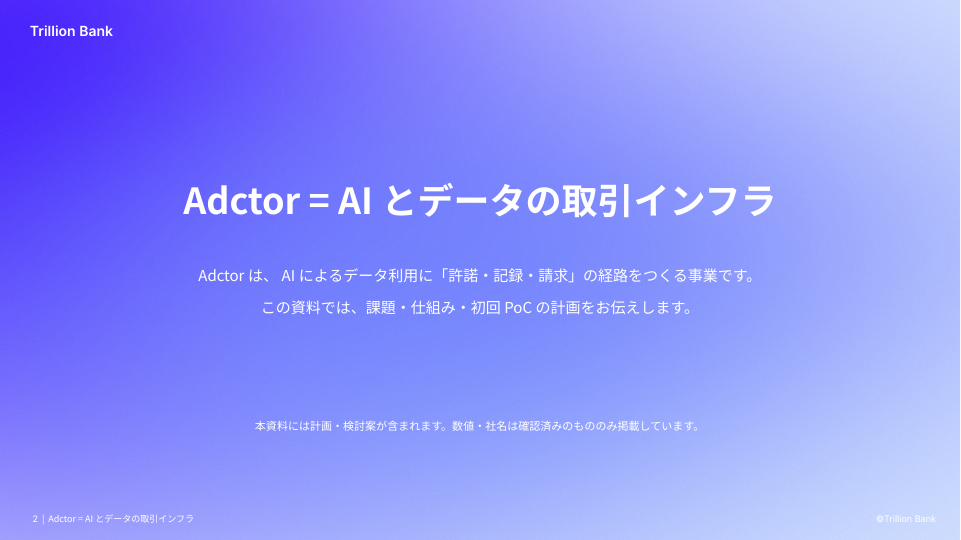 Trillion Bank
Adctor = AI とデータの取引インフラ
Adctor は、 AI によるデータ利用に「許諾・記録・請求」の経路をつくる事業です。
この資料では、課題・仕組み・初回 PoC の計画をお伝えします。
本資料には計画・検討案が含まれます。数値・社名は確認済みのもののみ掲載しています。
2 | Adctor = AI とデータの取引インフラ
©Trillion Bank